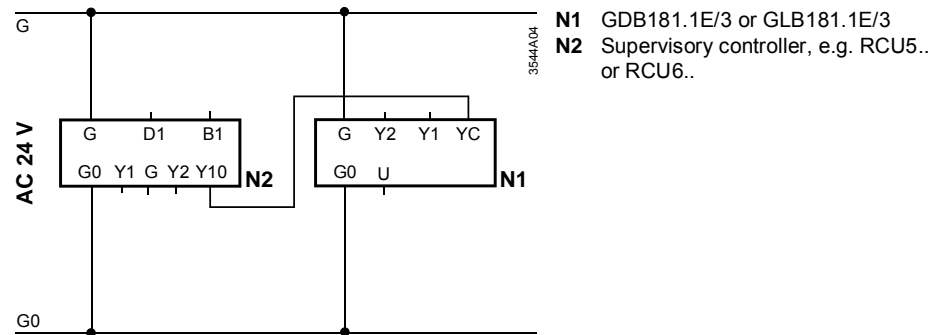 G
N1 GDB181.1E/3 or GLB181.1E/3
N2 Supervisory controller, e.g. RCU5..
or RCU6..
3544A04
AC 24 V
G D1 B1
G0 Y1 G Y2 Y10
N2
G Y2 Y1 YC
G0 U
N1
G0